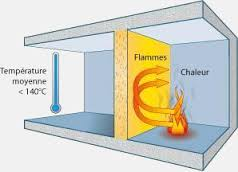 Température
moyenne
< 140°C
Flammes
Chaleur